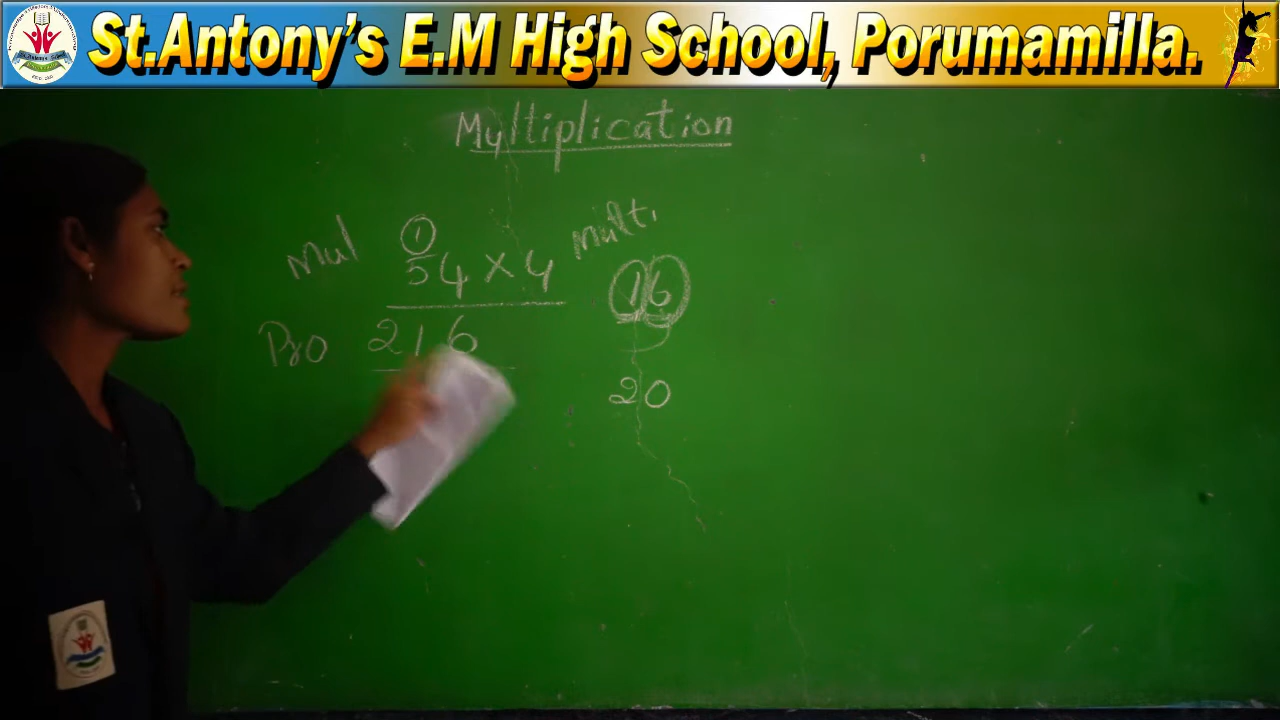 St.Antony's E.M High School, Porumamilla.
Multiplication
Mul 1 Multi.
54 × 4 16
Pro 216
20